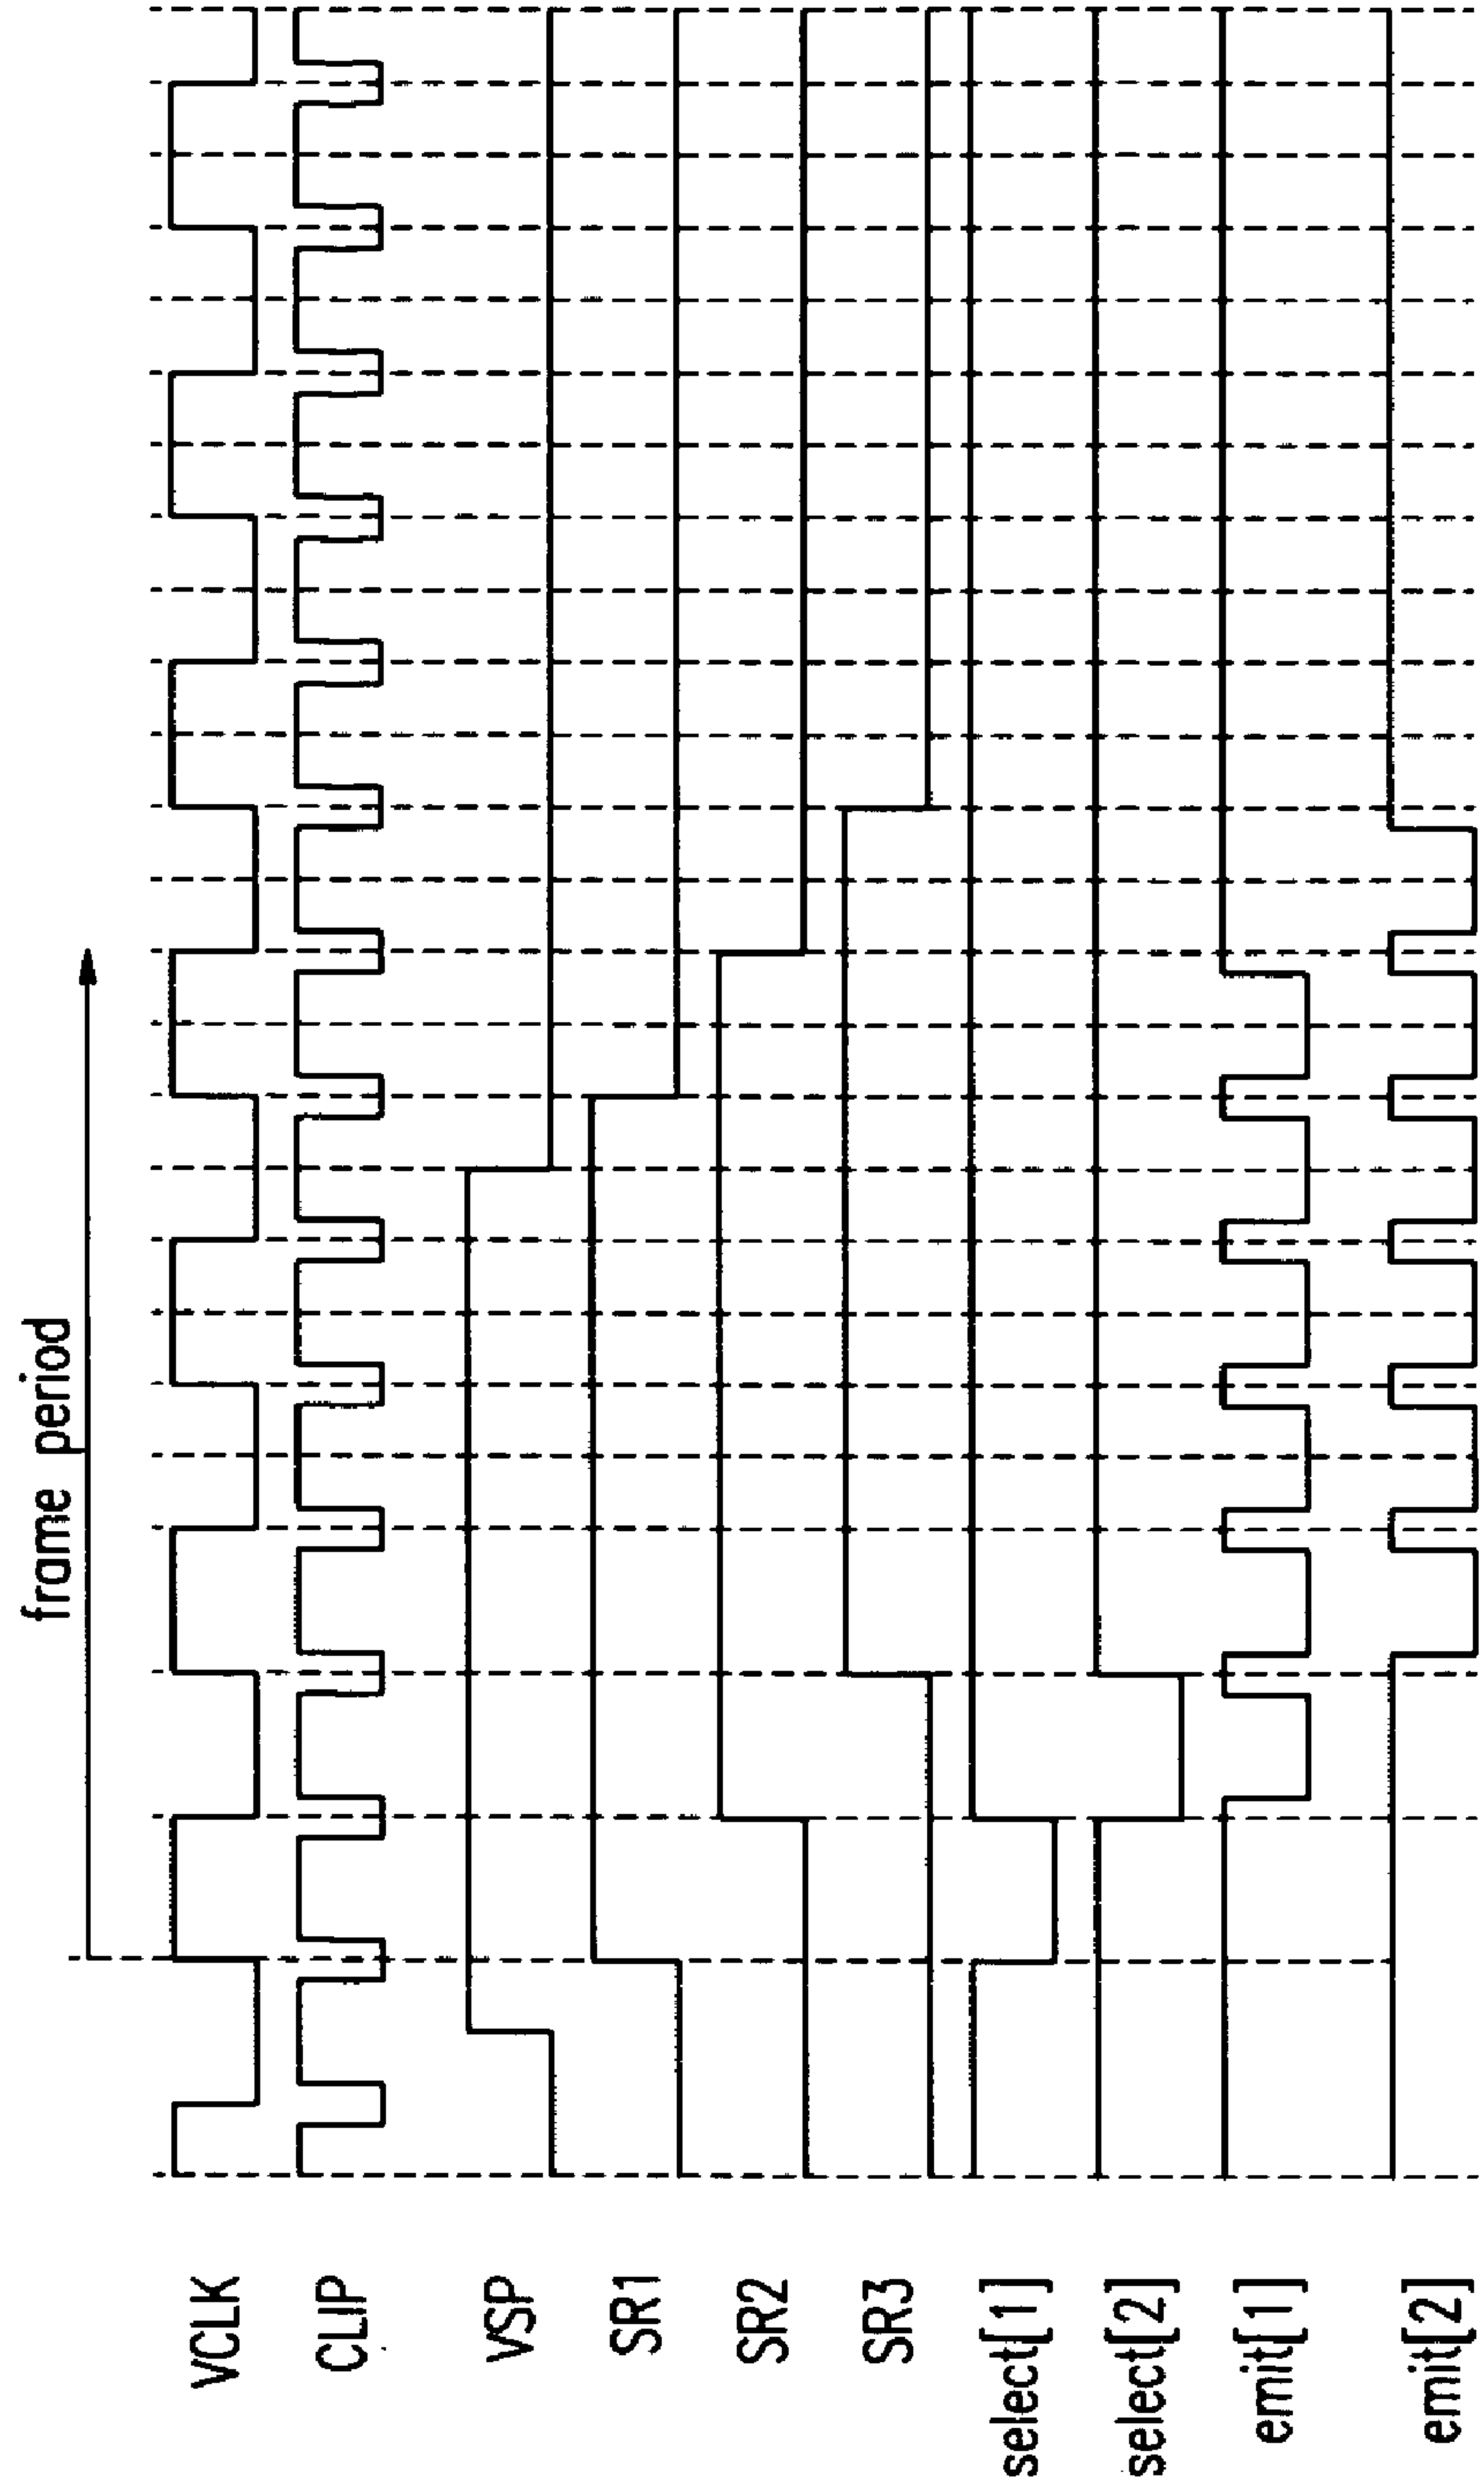 frame period
VCLK
CLIP
VSP
SR1
SR2
SR3
select[1]
select[2]
emit[1]
emit[2]